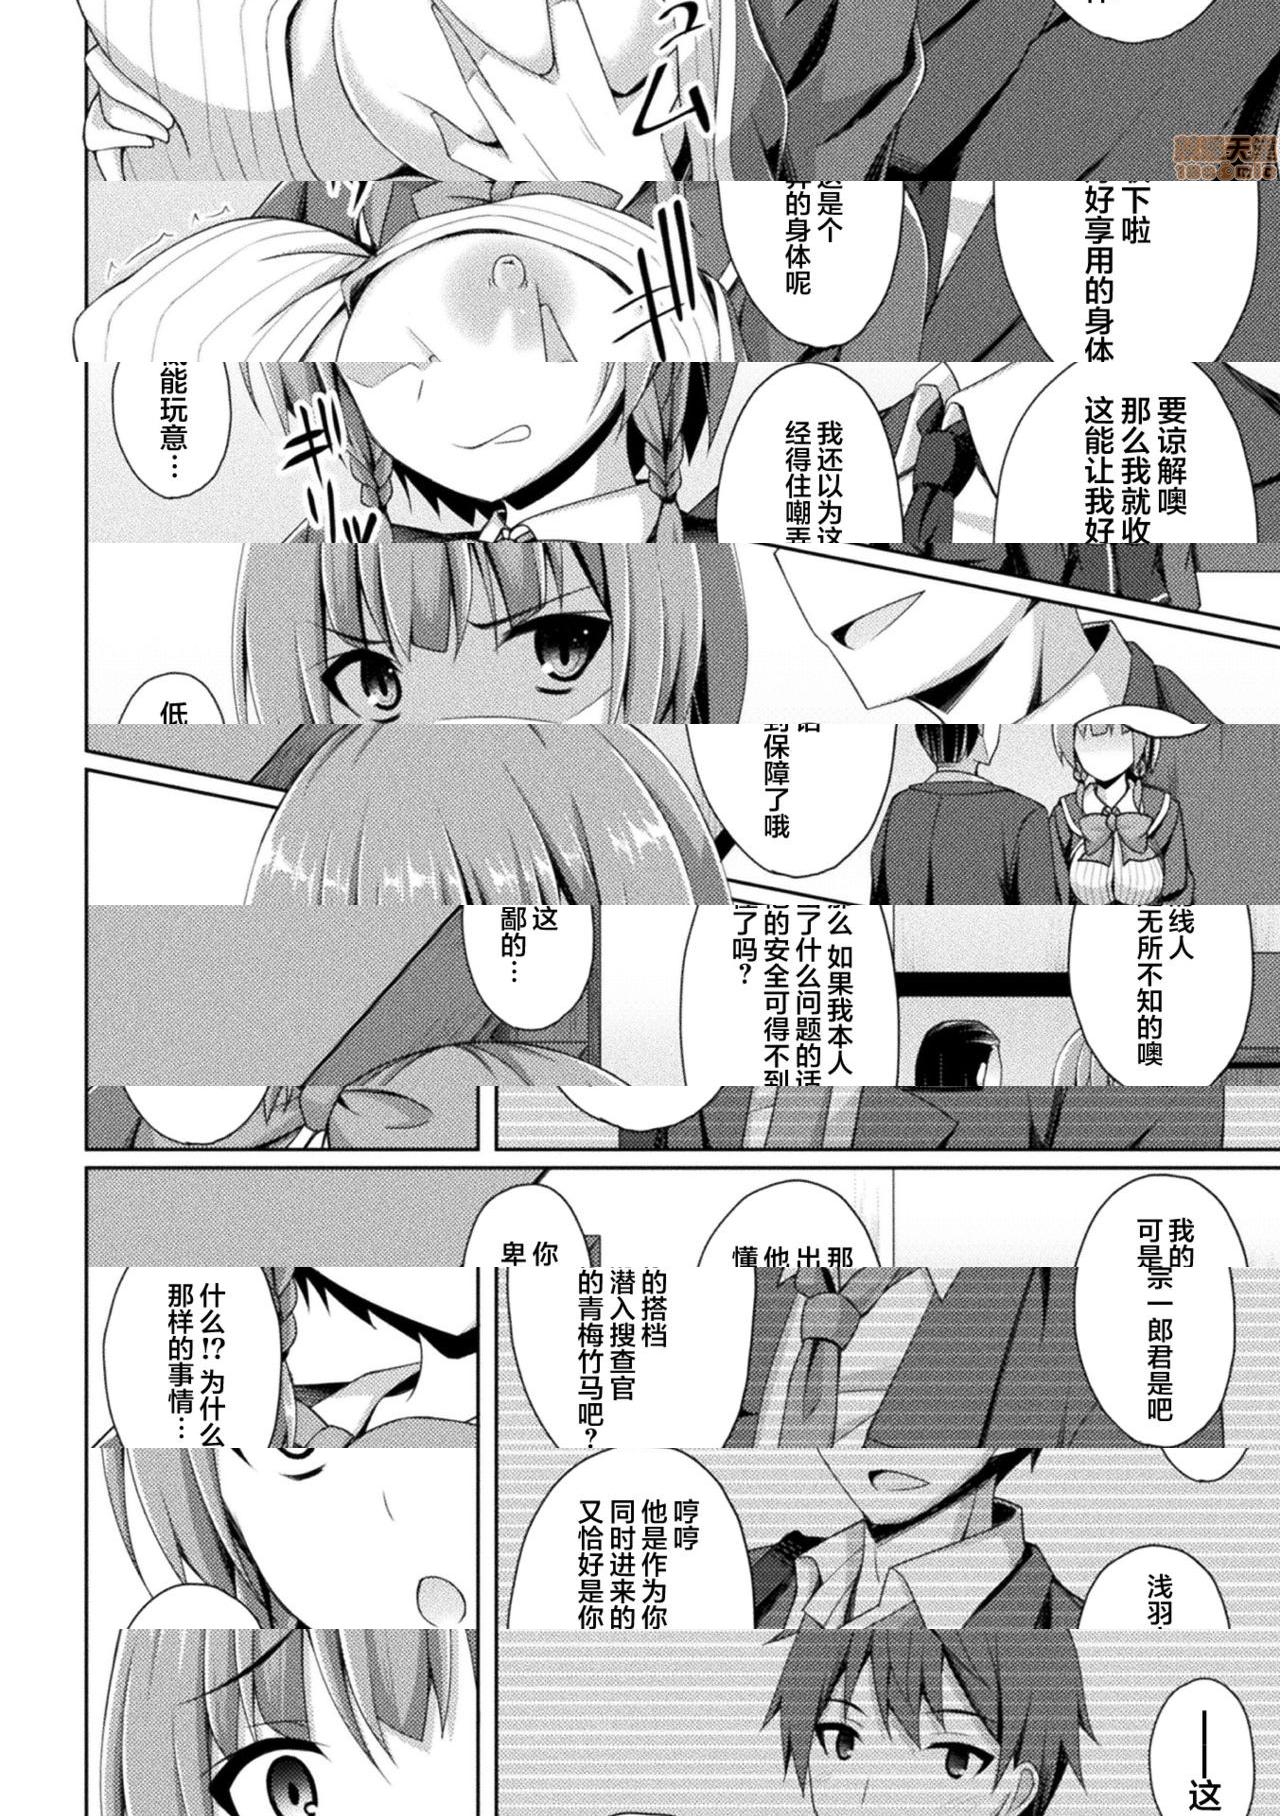 ムュ
下啦
好享用的身体
是个
的身体呢
要谅解噢
那么我就收
这能让我好
我还以为这
经得住嘲弄
能玩意…
低
保障了哦
线人
无所不知的噢
么 如果我本人
了什么问题的话
的安全可得不到
了吗?
这
鄙的…
我的
可是
那
出
他
懂
你
卑
宗一郎君是吧
的搭档
潜入搜查官
的青梅竹马吧?
什么!? 为什么
那样的事情…
哼哼
他是作为你
同时进来的
又恰好是你
浅羽
——这